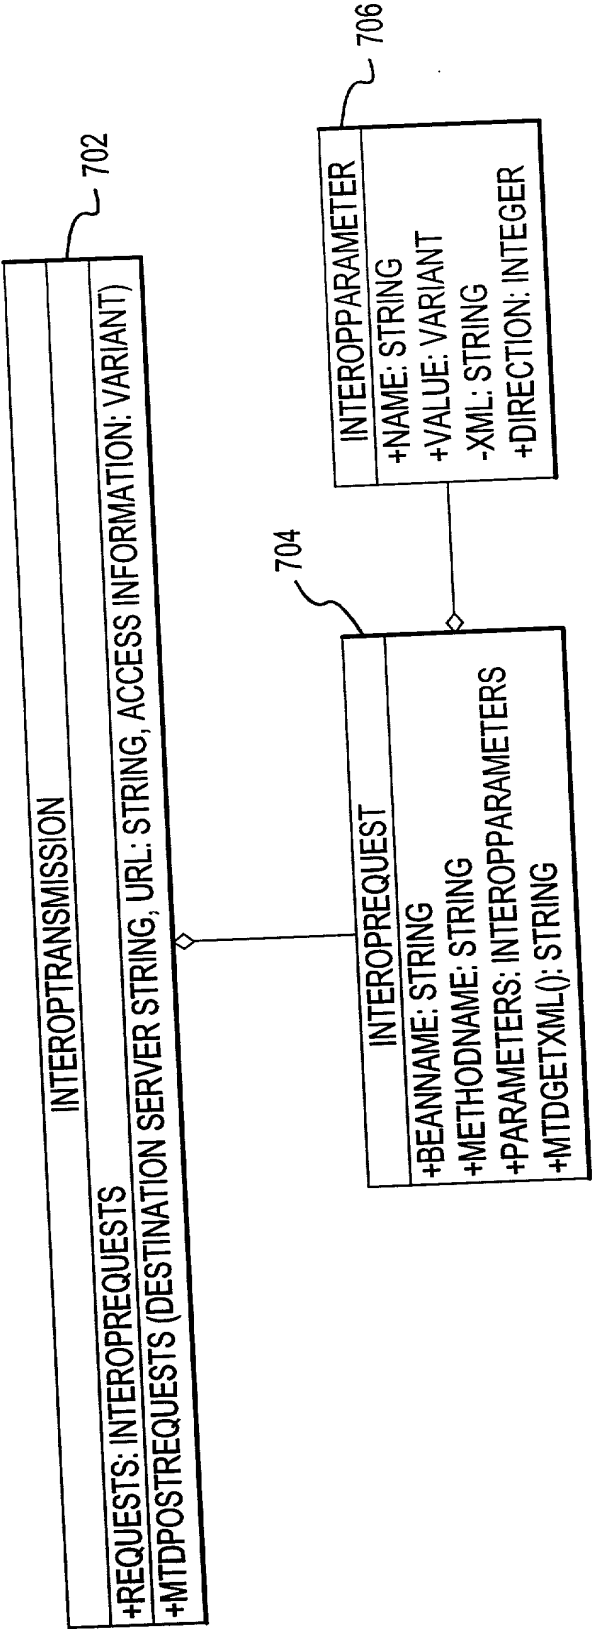 INTEROPTRANSMISSION
702
+REQUESTS: INTEROPREQUESTS
+MTDPOSTREQUESTS (DESTINATION SERVER STRING, URL: STRING, ACCESS INFORMATION: VARIANT)
INTEROPREQUEST
704
+BEANNAME: STRING
+METHODNAME: STRING
+PARAMETERS: INTEROPPARAMETERS
+MTDGETXML(): STRING
INTEROPPARAMETER
706
+NAME: STRING
+VALUE: VARIANT
-XML: STRING
+DIRECTION: INTEGER